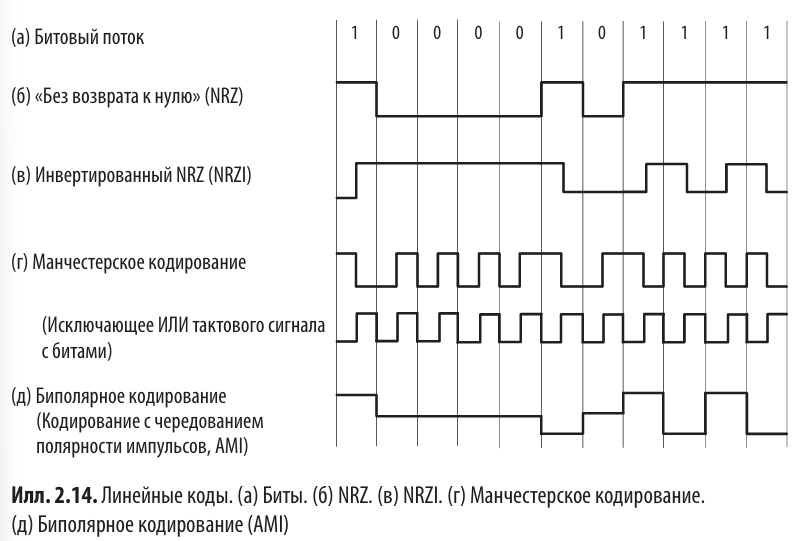 (а) Битовый поток 1 0 0 0 0 1 0 1 1 1 1
(б) «Без возврата к нулю» (NRZ)
(в) Инвертированный NRZ (NRZI)
(г) Манчестерское кодирование
(Исключающее ИЛИ тактового сигнала
с битами)
(д) Биполярное кодирование
(Кодирование с чередованием
полярности импульсов, AMI)
Илл. 2.14. Линейные коды. (а) Биты. (б) NRZ. (в) NRZI. (г) Манчестерское кодирование.
(д) Биполярное кодирование (AMI)